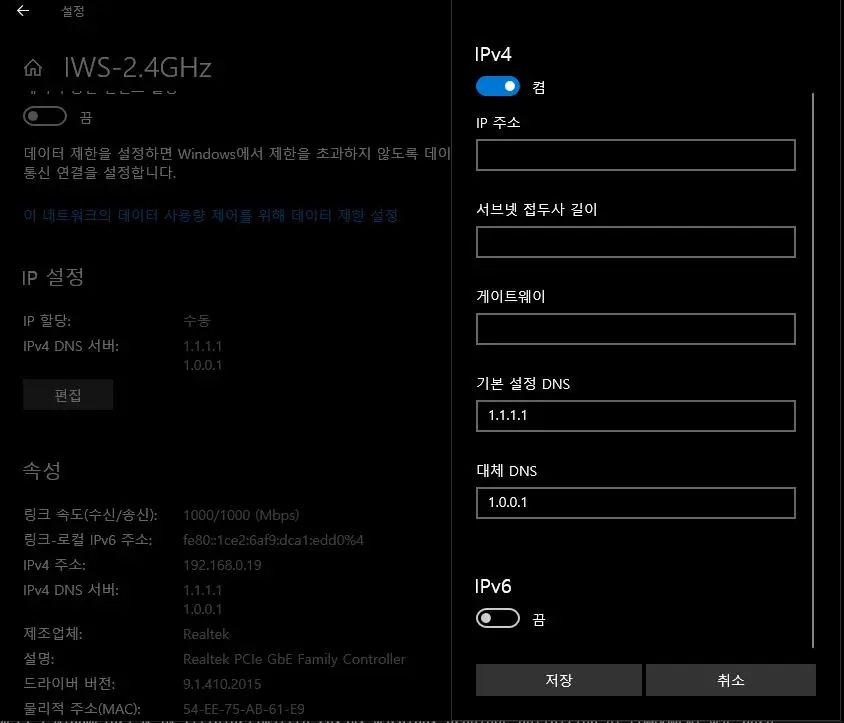 설정
IWS-2.4GHz
끔
데이터 제한을 설정하면 Windows에서 제한을 초과하지 않도록 데이
통신 연결을 설정합니다.
이 네트워크의 데이터 사용량 제어를 위해 데이터 제한 설정
IP 설정
IP 할당: 수동
IPv4 DNS 서버: 1.1.1.1
1.0.0.1
편집
속성
링크 속도(수신/송신): 1000/1000 (Mbps)
링크-로컬 IPv6 주소: fe80::1ce2:6af9:dca1:edd0%4
IPv4 주소: 192.168.0.19
IPv4 DNS 서버: 1.1.1.1
1.0.0.1
제조업체: Realtek
설명: Realtek PCIe GbE Family Controller
드라이버 버전: 9.1.410.2015
물리적 주소(MAC): 54-EE-75-AB-61-E9
IPv4
켬
IP 주소
서브넷 접두사 길이
게이트웨이
기본 설정 DNS
1.1.1.1
대체 DNS
1.0.0.1
IPv6
끔
저장
취소